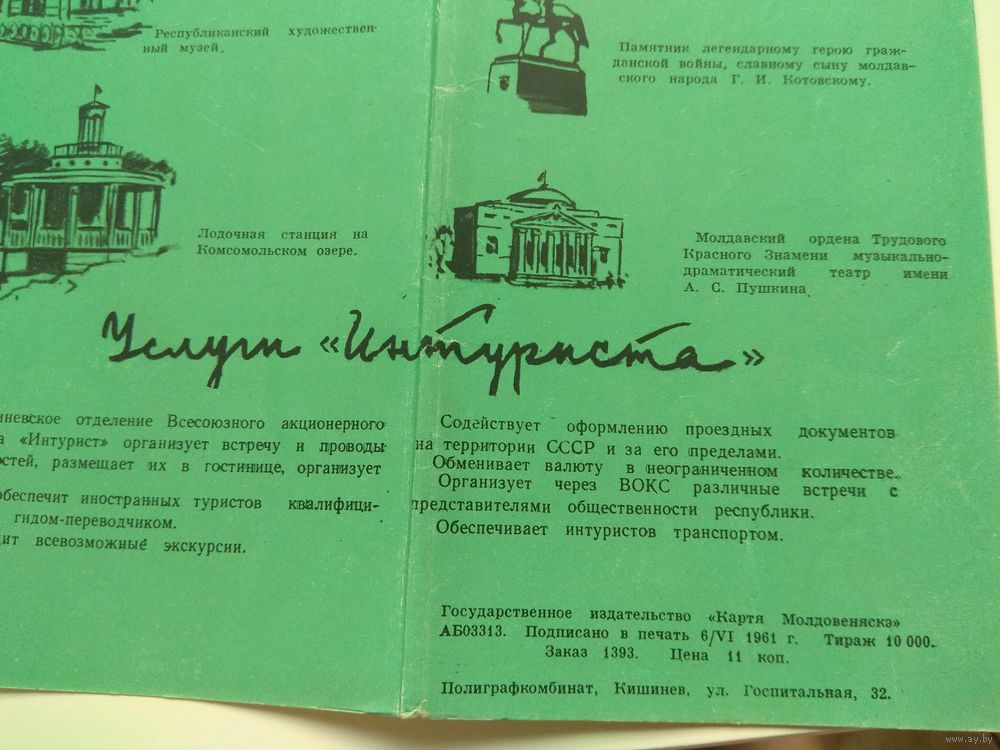 Республиканский художествен-
ный музей.
Лодочная станция на
Комсомольском озере.
Памятник легендарному герою граж-
данской войны, славному сыну молдав-
ского народа Г. И. Котовскому.
Молдавский ордена Трудового
Красного Знамени музыкально-
драматический театр имени
А. С. Пушкина.
Услуги «Интуриста»
отделение Всесоюзного акционерного
«Интурист» организует встречу и проводы
размещает их в гостинице, организует
обеспечит иностранных туристов квалифици-
гидом-переводчиком.
всевозможные экскурсии.
Содействует оформлению проездных документов
на территории СССР и за его пределами.
Обменивает валюту в неограниченном количестве.
Организует через ВОКС различные встречи с
представителями общественности республики.
Обеспечивает интуристов транспортом.
Государственное издательство «Картя Молдовеняскэ»
АБ03313. Подписано в печать 6/VI 1961 г. Тираж 10 000.
Заказ 1393. Цена 11 коп.
Полиграфкомбинат, Кишинев, ул. Госпитальная, 32.
www.ay.by